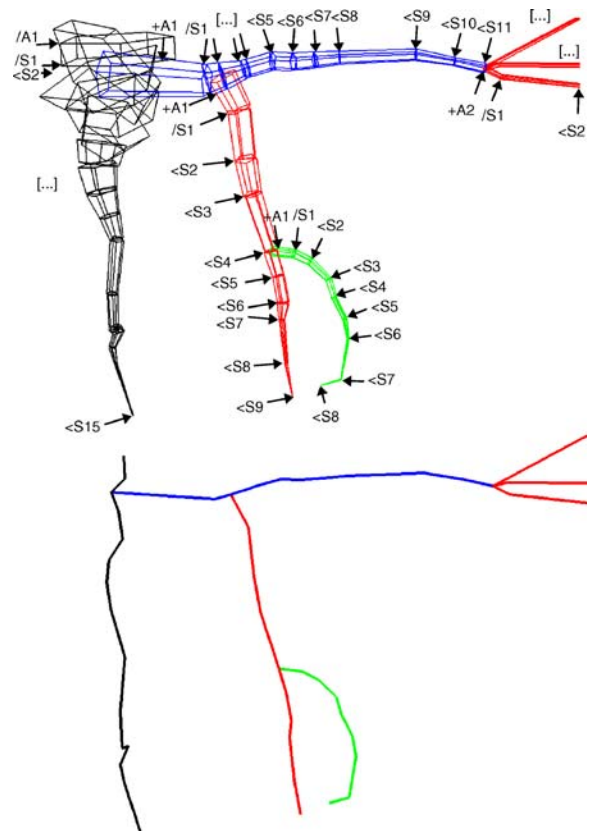 [...]
/A1
+A1
/S1
[...]
<S5
<S6
<S7
<S8
<S9
<S10
<S11
[...]
/S1
<S2
+A1
/S1
+A2
/S1
<S2
<S2
[...]
<S3
+A1
/S1
<S2
<S4
<S3
<S5
<S4
<S6
<S5
<S7
<S6
<S8
<S7
<S9
<S8
<S15